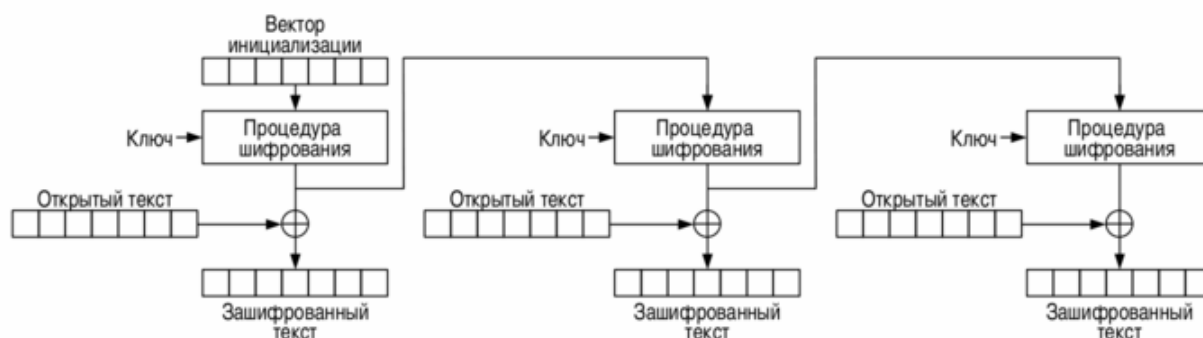 Вектор
инициализации
Ключ
Процедура
шифрования
Ключ
Процедура
шифрования
Ключ
Процедура
шифрования
Открытый текст
Открытый текст
Открытый текст
Зашифрованный
текст
Зашифрованный
текст
Зашифрованный
текст